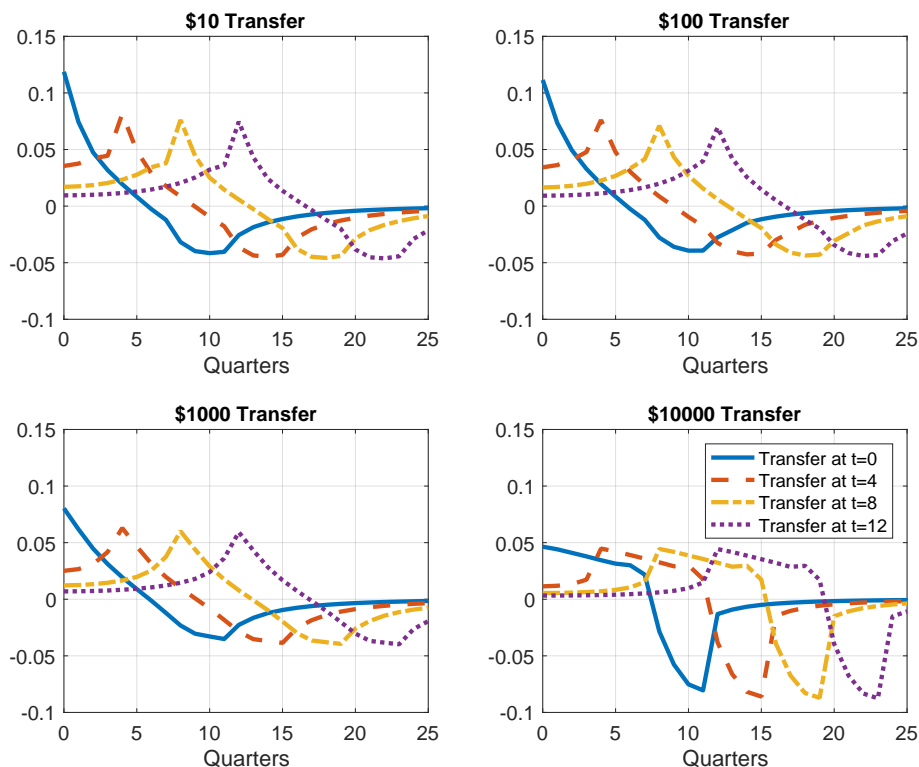 $10 Transfer
0.15
0.1
0.05
0
-0.05
-0.1
0 5 10 15 20 25
Quarters
$100 Transfer
0.15
0.1
0.05
0
-0.05
-0.1
0 5 10 15 20 25
Quarters
$1000 Transfer
0.15
0.1
0.05
0
-0.05
-0.1
0 5 10 15 20 25
Quarters
$10000 Transfer
0.15
0.1
0.05
0
-0.05
-0.1
Transfer at t=0
Transfer at t=4
Transfer at t=8
Transfer at t=12
0 5 10 15 20 25
Quarters